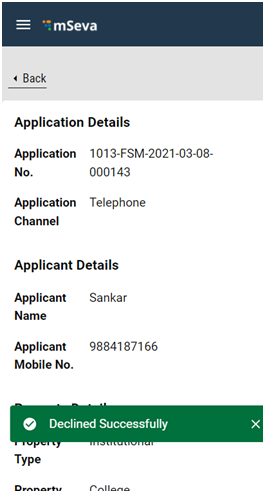 mSeva
Back
Application Details
Application 1013-FSM-2021-03-08-
No. 000143
Application Telephone
Channel
Applicant Details
Applicant Sankar
Name
Applicant 9884187166
Mobile No.
Declined Successfully
Property Institutional
Type
Property College